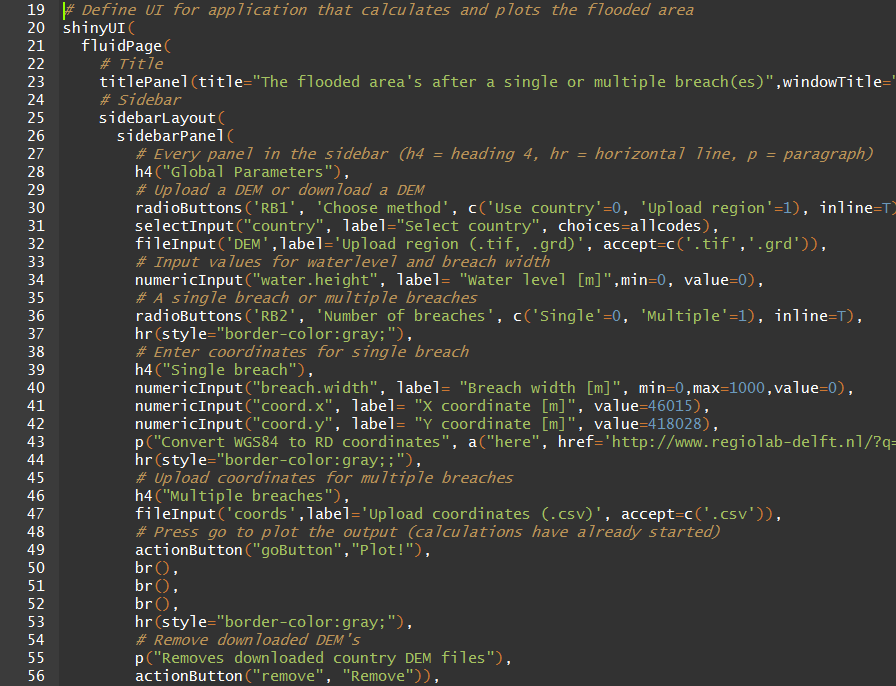 19 # Define UI for application that calculates and plots the flooded area
20 shinyUI(
21 fluidPage(
22 # Title
23 titlePanel(title="The flooded area's after a single or multiple breach(es)",windowTitle="
24 # Sidebar
25 sidebarLayout(
26 sidebarPanel(
27 # Every panel in the sidebar (h4 = heading 4, hr = horizontal line, p = paragraph)
28 h4("Global Parameters"),
29 # Upload a DEM or download a DEM
30 radioButtons('RB1', 'Choose method', c('Use country'=0, 'Upload region'=1), inline=T)
31 selectInput("country", label="Select country", choices=allcodes),
32 fileInput('DEM',label='Upload region (.tif, .grd)', accept=c('.tif','.grd')),
33 # Input values for waterlevel and breach width
34 numericInput("water.height", label= "Water level [m]",min=0, value=0),
35 # A single breach or multiple breaches
36 radioButtons('RB2', 'Number of breaches', c('Single'=0, 'Multiple'=1), inline=T),
37 hr(style="border-color:gray;"),
38 # Enter coordinates for single breach
39 h4("Single breach"),
40 numericInput("breach.width", label= "Breach width [m]", min=0,max=1000,value=0),
41 numericInput("coord.x", label= "X coordinate [m]", value=46015),
42 numericInput("coord.y", label= "Y coordinate [m]", value=418028),
43 p("Convert WGS84 to RD coordinates", a("here", href='http://www.regiolab-delft.nl/?q=
44 hr(style="border-color:gray;;"),
45 # Upload coordinates for multiple breaches
46 h4("Multiple breaches"),
47 fileInput('coords',label='Upload coordinates (.csv)', accept=c('.csv')),
48 # Press go to plot the output (calculations have already started)
49 actionButton("goButton","Plot!"),
50 br(),
51 br(),
52 br(),
53 hr(style="border-color:gray;"),
54 # Remove downloaded DEM's
55 p("Removes downloaded country DEM files"),
56 actionButton("remove", "Remove")),